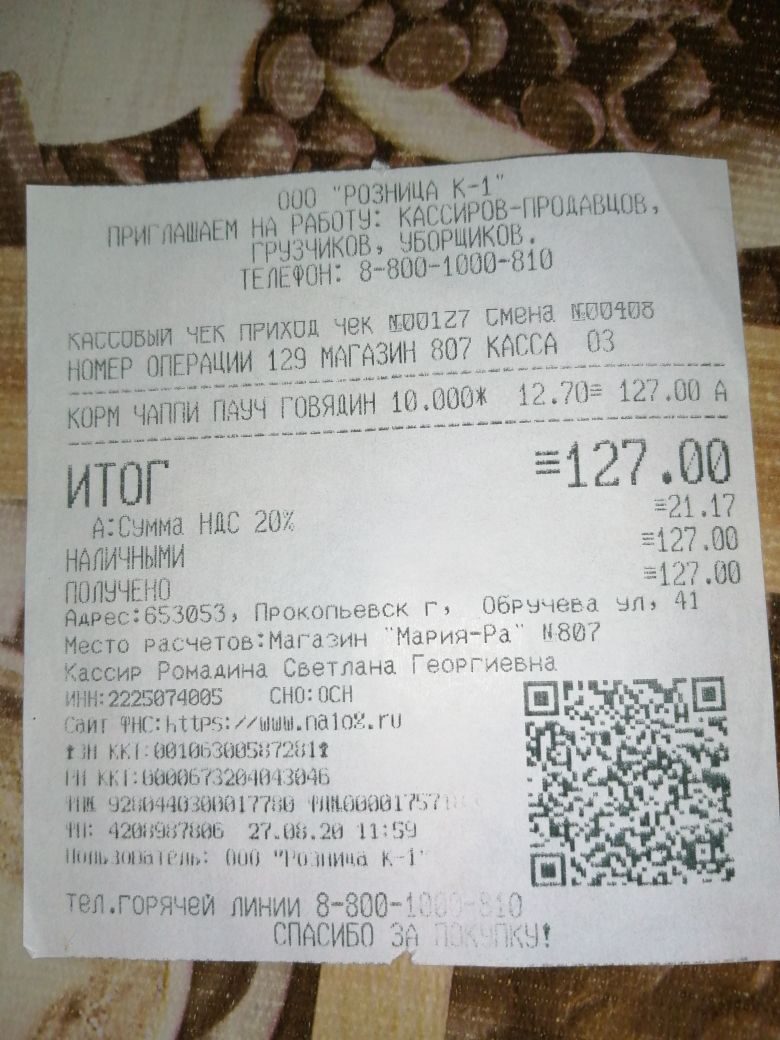 ООО "РОЗНИЦА К-1"
ПРИГЛАШАЕМ НА РАБОТУ: КАССИРОВ-ПРОДАВЦОВ,
ГРУЗЧИКОВ, УБОРЩИКОВ.
ТЕЛЕФОН: 8-800-1000-810
КАССОВЫЙ ЧЕК ПРИХОД чек №00127 смена №00408
НОМЕР ОПЕРАЦИИ 129 МАГАЗИН 807 КАССА 03
КОРМ ЧАППИ ПАУЧ ГОВЯДИН 10.000* 12.70= 127.00 А
ИТОГ ≡127.00
А:Сумма НДС 20% ≡21.17
НАЛИЧНЫМИ ≡127.00
ПОЛУЧЕНО ≡127.00
Адрес:653053, Прокопьевск г, Обручева ул, 41
Место расчетов:Магазин "Мария-Ра" №807
Кассир Ромадина Светлана Георгиевна
ИНН:2225074005 СНО:ОСН
Сайт ФНС:https://www.nalog.ru
ЗН ККТ:00106300587281
РН ККТ:0000673204043046
9280440300017780
ФП: 4208987806 27.08.20 11:59
Пользователь: ООО "Розница К-1"
тел.горячей линии 8-800-1000-810
СПАСИБО ЗА ПОКУПКУ!